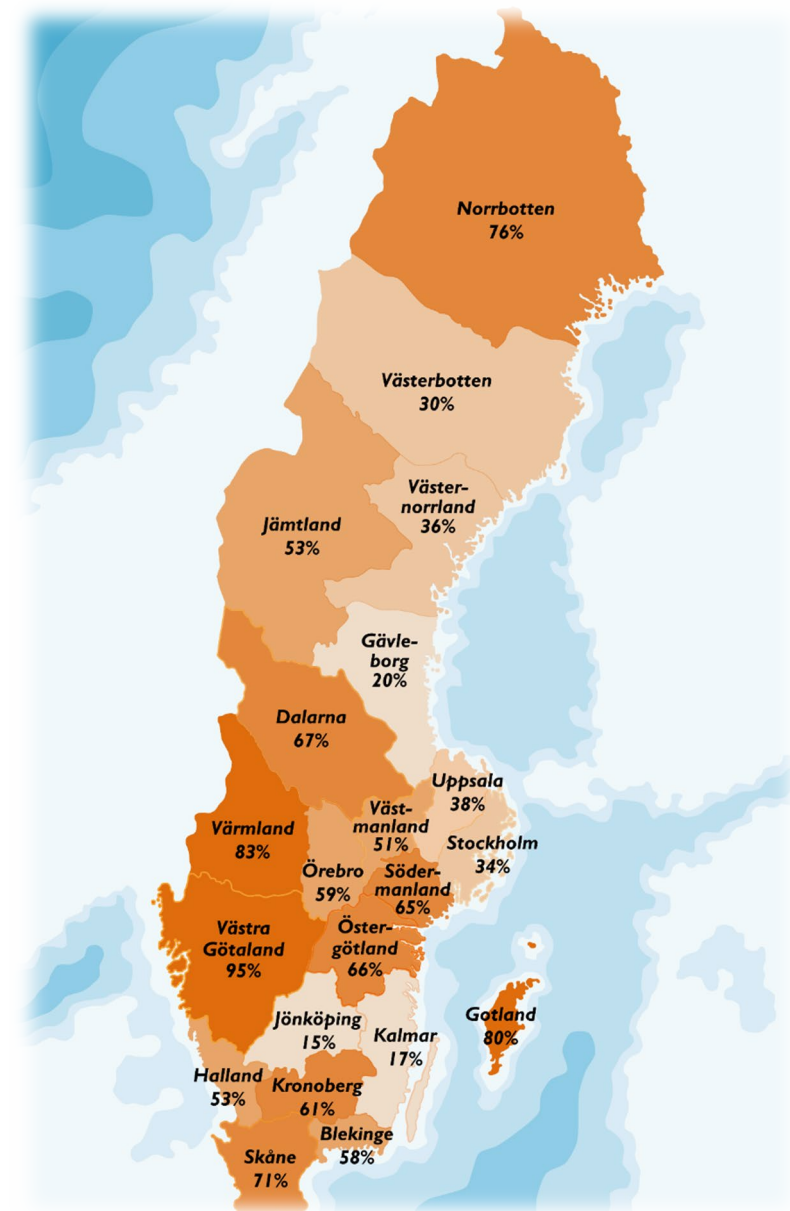 Norrbotten
76%
Västerbotten
30%
Väster-
norrland
36%
Jämtland
53%
Gävle-
borg
20%
Dalarna
67%
Uppsala
38%
Väst-
manland
51%
Värmland
83%
Stockholm
34%
Örebro
59%
Söder-
manland
65%
Västra
Götaland
95%
Öster-
götland
66%
Gotland
80%
Jönköping
15%
Kalmar
17%
Halland
53%
Kronoberg
61%
Blekinge
58%
Skåne
71%